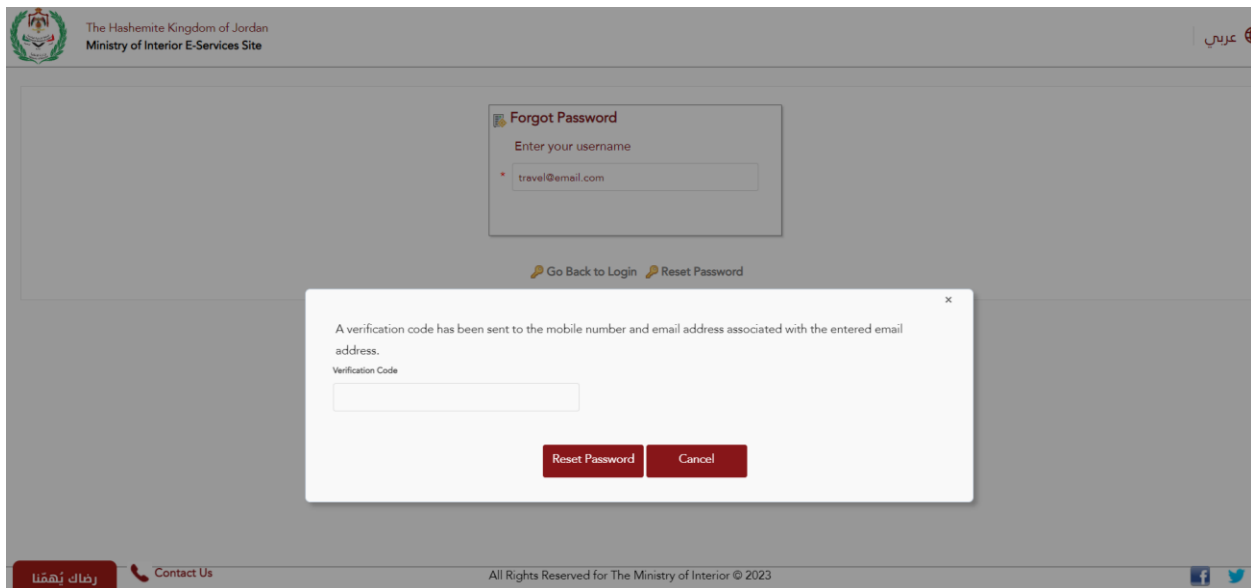 The Hashemite Kingdom of Jordan
Ministry of Interior E-Services Site
عربي
Forgot Password
Enter your username
* travel@email.com
Go Back to Login Reset Password
×
A verification code has been sent to the mobile number and email address associated with the entered email
address.
Verification Code
Reset Password Cancel
رضاك يُهمّنا
Contact Us
All Rights Reserved for The Ministry of Interior © 2023